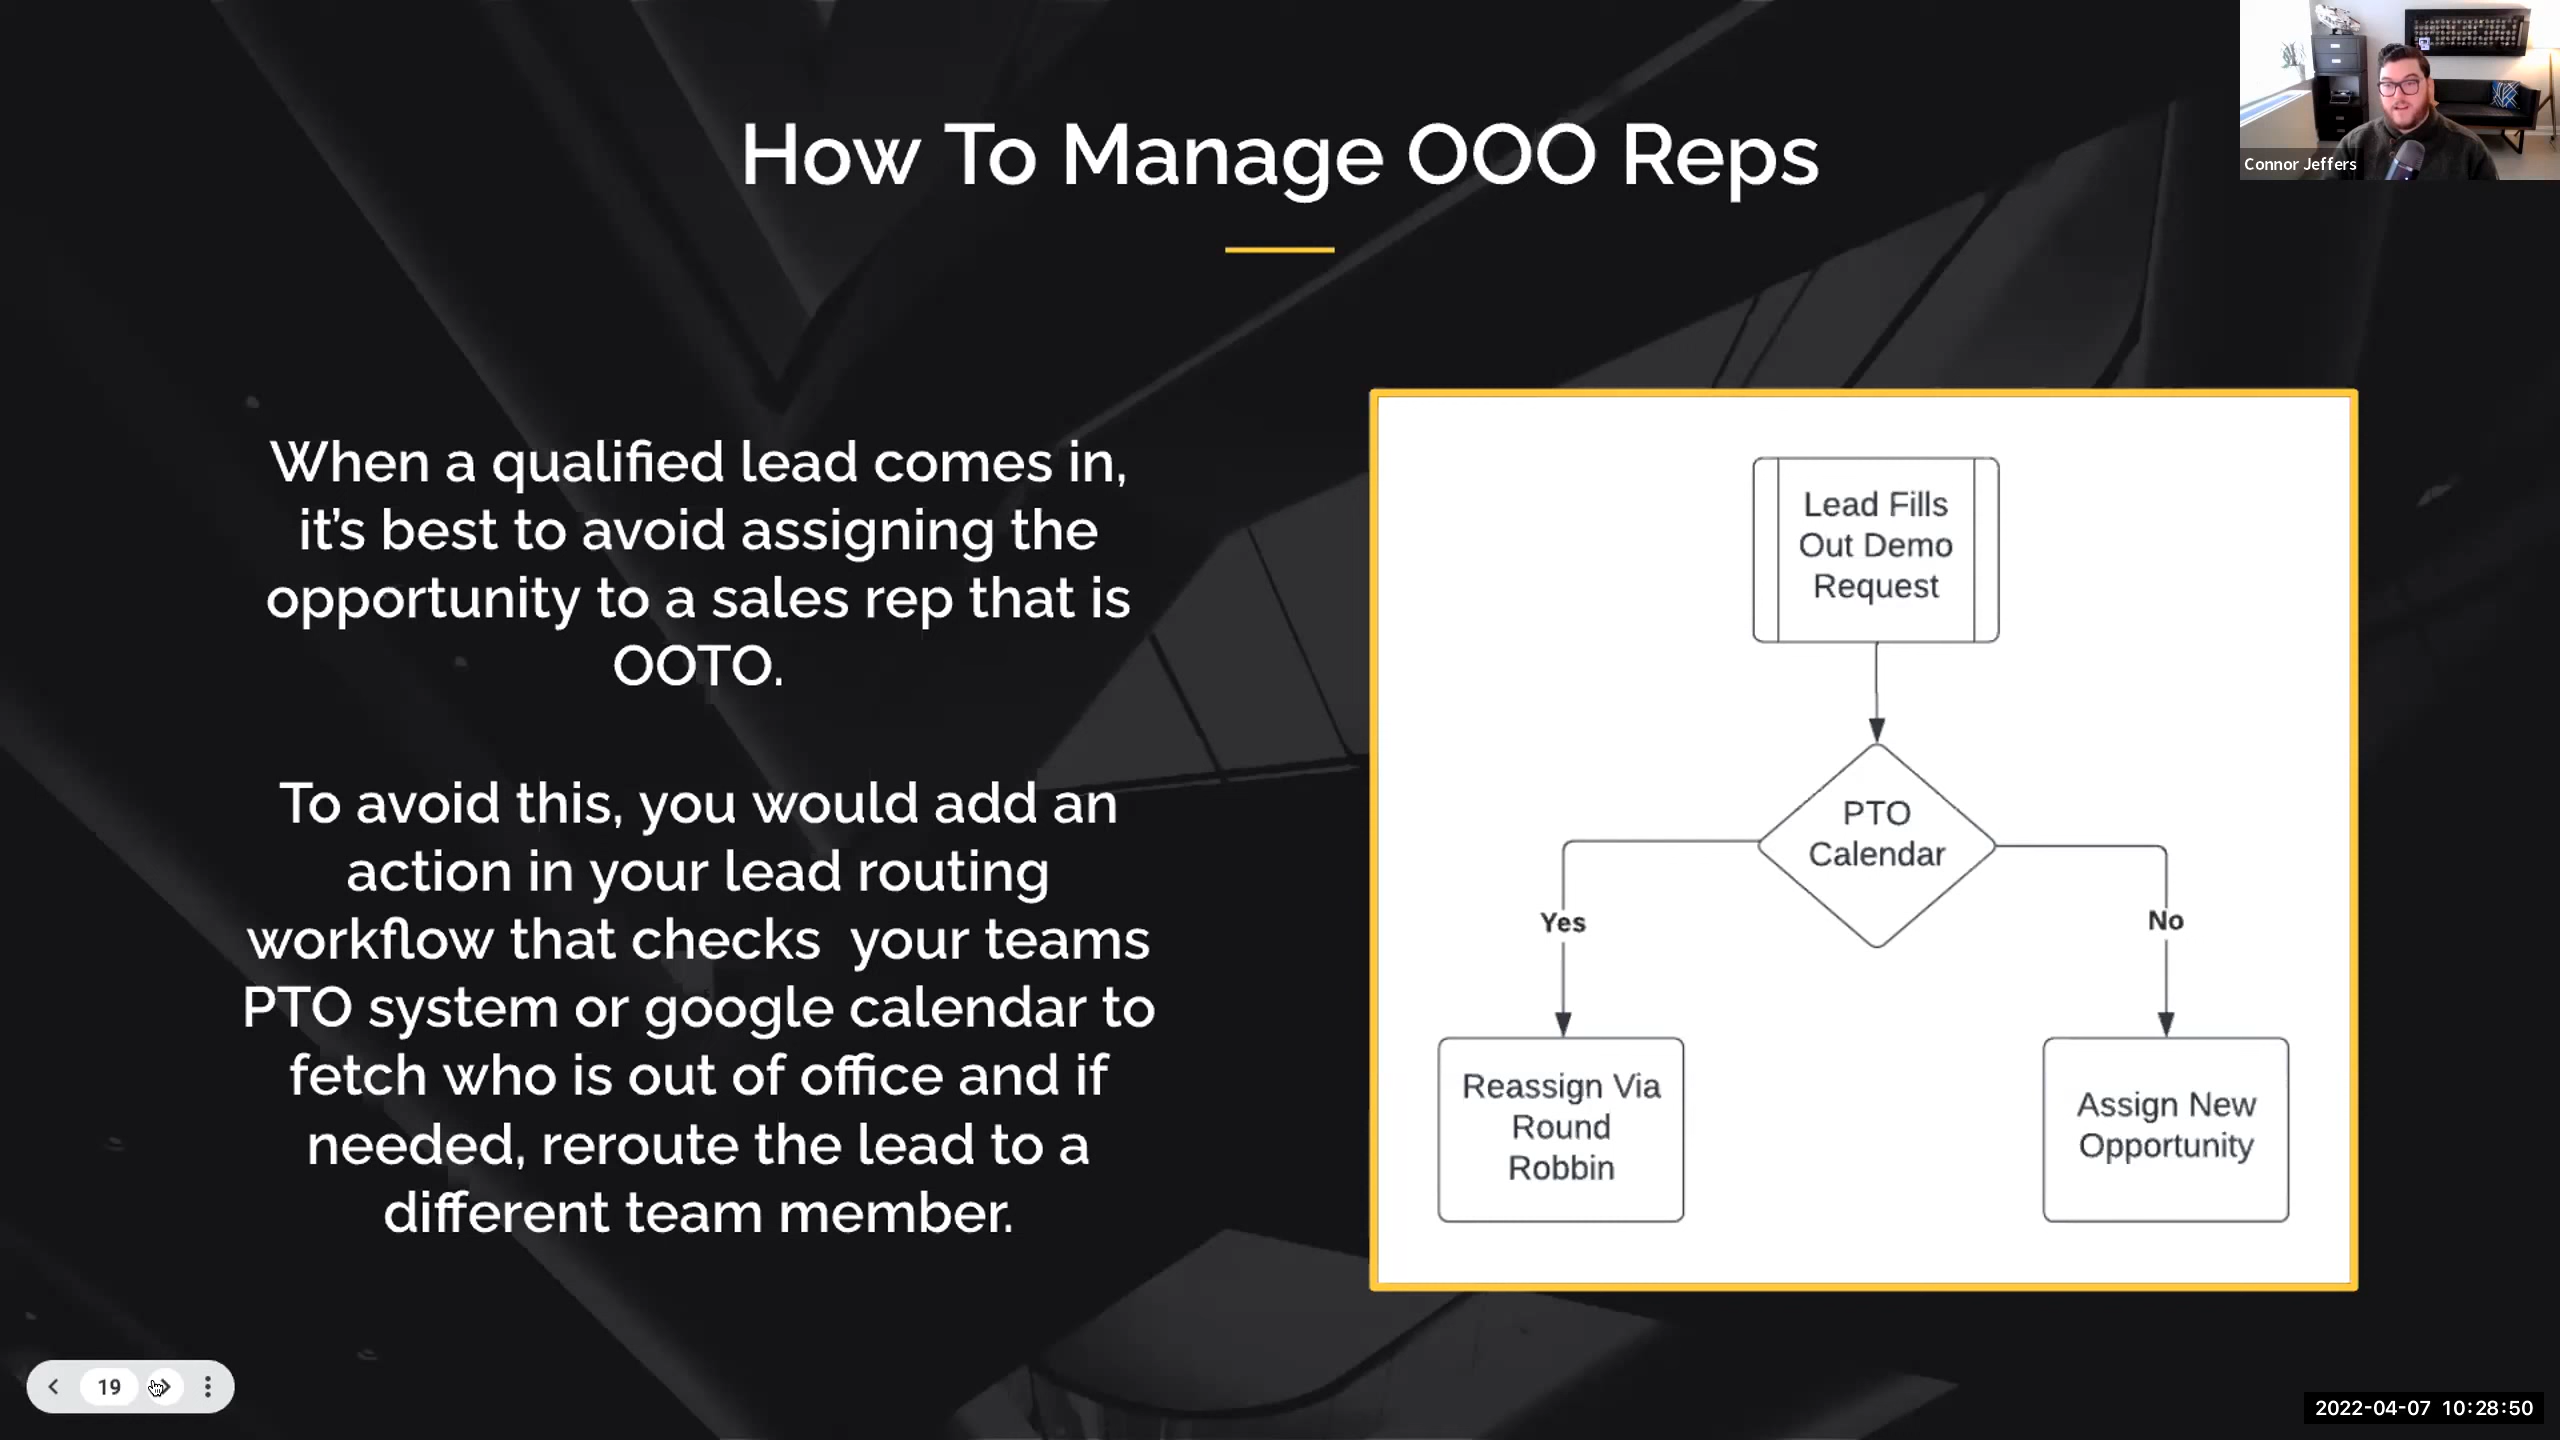 How To Manage OOO Reps
Connor Jeffers
When a qualified lead comes in,
it’s best to avoid assigning the
opportunity to a sales rep that is
OOTO.
To avoid this, you would add an
action in your lead routing
workflow that checks  your teams
PTO system or google calendar to
fetch who is out of office and if
needed, reroute the lead to a
different team member.
Lead Fills
Out Demo
Request
PTO
Calendar
Yes
No
Reassign Via
Round
Robbin
Assign New
Opportunity
19
2022-04-07 10:28:50